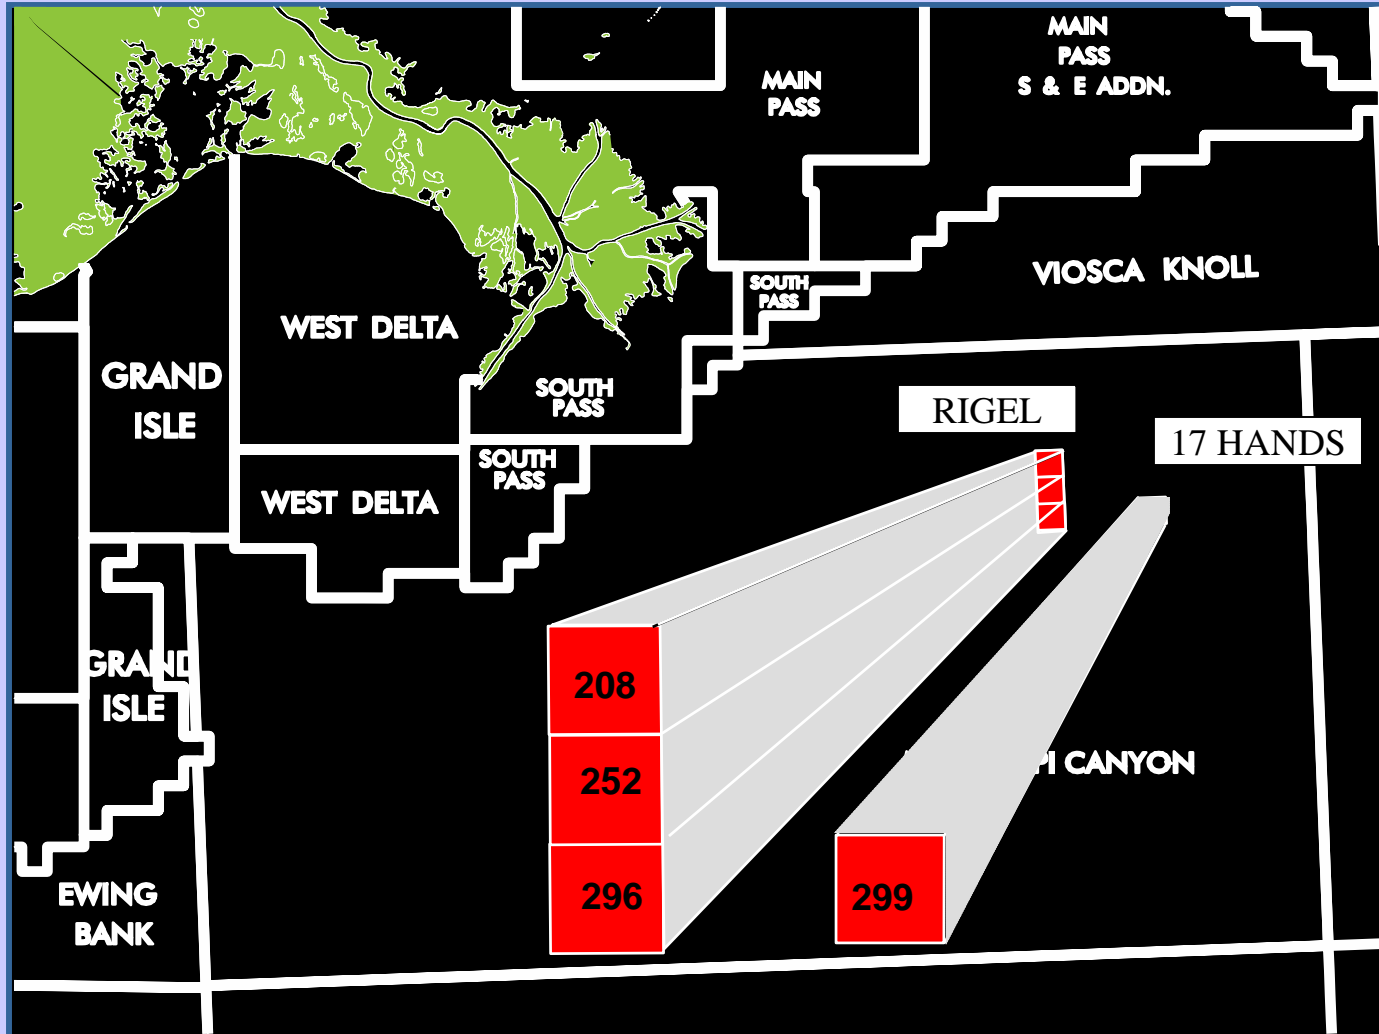 MAIN
PASS
S & E ADDN.
MAIN
PASS
VIOSCA KNOLL
SOUTH
PASS
WEST DELTA
GRAND
ISLE
SOUTH
PASS
RIGEL
17 HANDS
SOUTH
PASS
WEST DELTA
GRAND
ISLE
208
252
PI CANYON
296
299
EWING
BANK